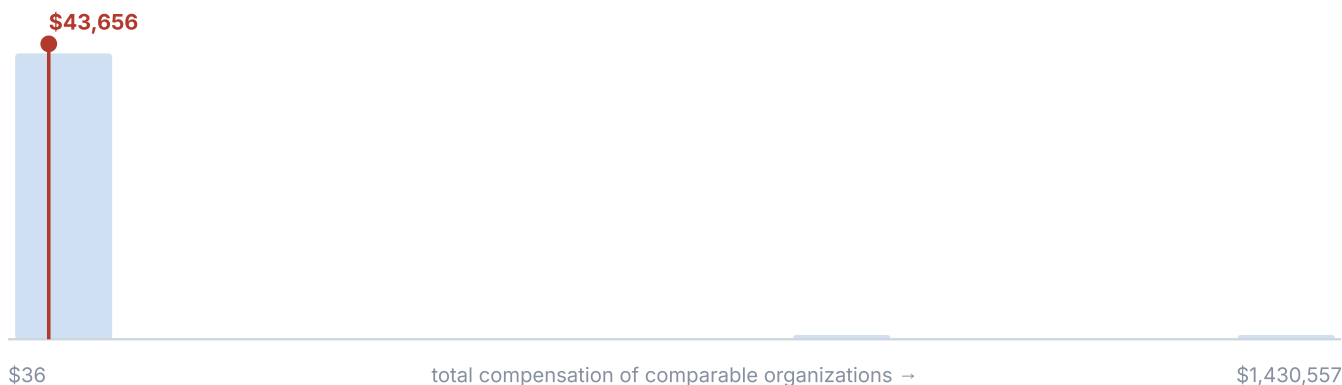 $43,656
$36
total compensation of comparable organizations →
$1,430,557